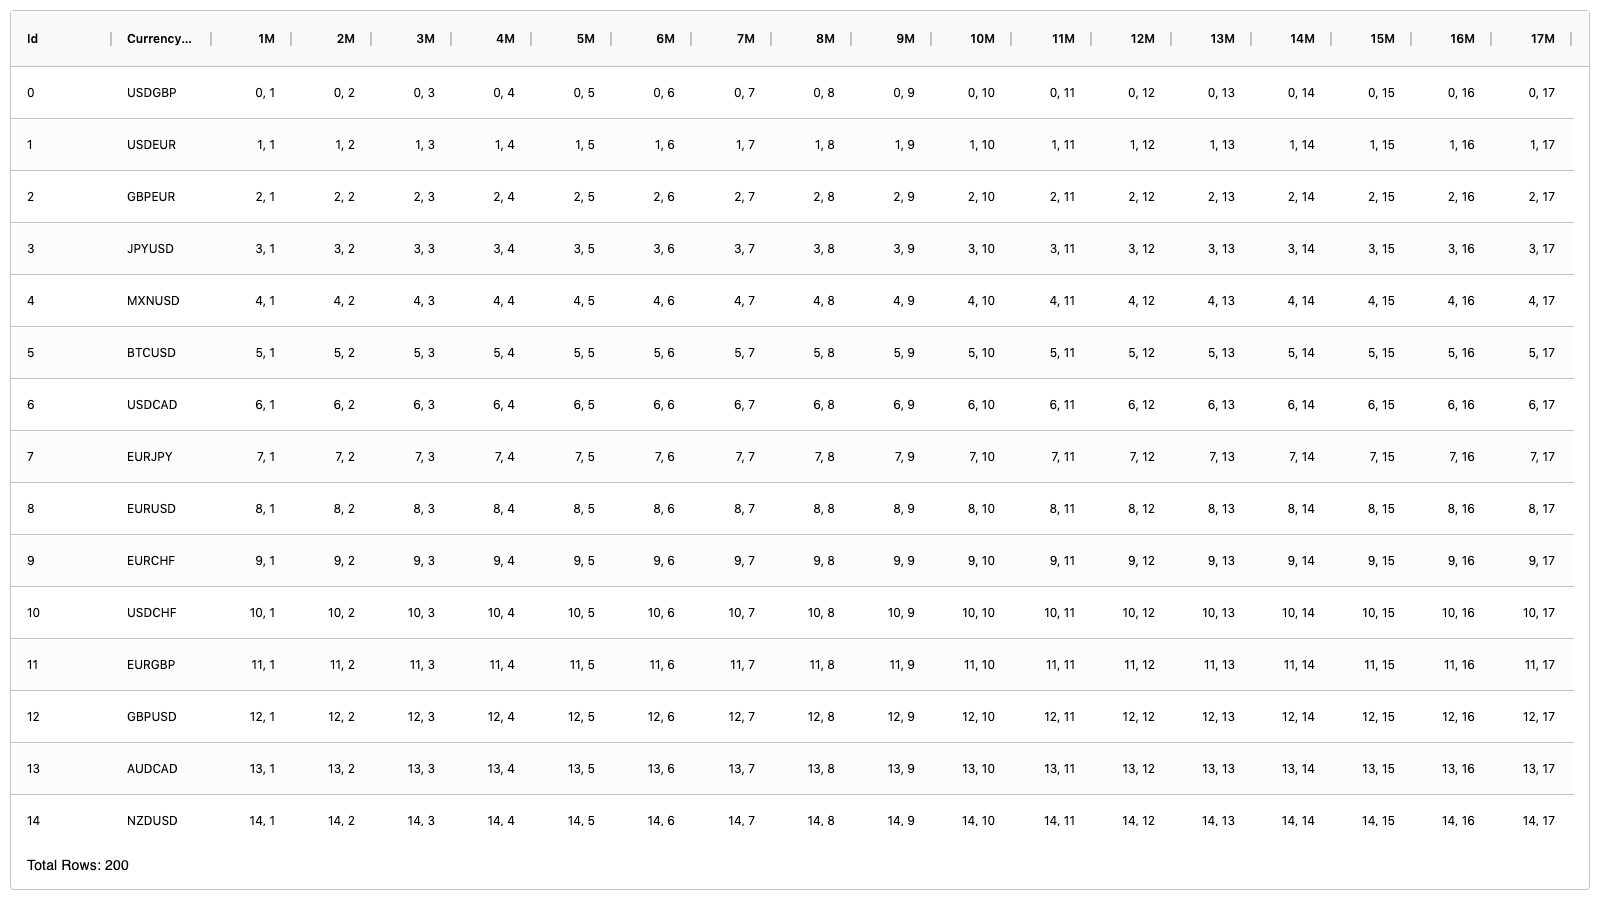 Id Currency... 1M 2M 3M 4M 5M 6M 7M 8M 9M 10M 11M 12M 13M 14M 15M 16M 17M
0 USDGBP 0, 1 0, 2 0, 3 0, 4 0, 5 0, 6 0, 7 0, 8 0, 9 0, 10 0, 11 0, 12 0, 13 0, 14 0, 15 0, 16 0, 17
1 USDEUR 1, 1 1, 2 1, 3 1, 4 1, 5 1, 6 1, 7 1, 8 1, 9 1, 10 1, 11 1, 12 1, 13 1, 14 1, 15 1, 16 1, 17
2 GBPEUR 2, 1 2, 2 2, 3 2, 4 2, 5 2, 6 2, 7 2, 8 2, 9 2, 10 2, 11 2, 12 2, 13 2, 14 2, 15 2, 16 2, 17
3 JPYUSD 3, 1 3, 2 3, 3 3, 4 3, 5 3, 6 3, 7 3, 8 3, 9 3, 10 3, 11 3, 12 3, 13 3, 14 3, 15 3, 16 3, 17
4 MXNUSD 4, 1 4, 2 4, 3 4, 4 4, 5 4, 6 4, 7 4, 8 4, 9 4, 10 4, 11 4, 12 4, 13 4, 14 4, 15 4, 16 4, 17
5 BTCUSD 5, 1 5, 2 5, 3 5, 4 5, 5 5, 6 5, 7 5, 8 5, 9 5, 10 5, 11 5, 12 5, 13 5, 14 5, 15 5, 16 5, 17
6 USDCAD 6, 1 6, 2 6, 3 6, 4 6, 5 6, 6 6, 7 6, 8 6, 9 6, 10 6, 11 6, 12 6, 13 6, 14 6, 15 6, 16 6, 17
7 EURJPY 7, 1 7, 2 7, 3 7, 4 7, 5 7, 6 7, 7 7, 8 7, 9 7, 10 7, 11 7, 12 7, 13 7, 14 7, 15 7, 16 7, 17
8 EURUSD 8, 1 8, 2 8, 3 8, 4 8, 5 8, 6 8, 7 8, 8 8, 9 8, 10 8, 11 8, 12 8, 13 8, 14 8, 15 8, 16 8, 17
9 EURCHF 9, 1 9, 2 9, 3 9, 4 9, 5 9, 6 9, 7 9, 8 9, 9 9, 10 9, 11 9, 12 9, 13 9, 14 9, 15 9, 16 9, 17
10 USDCHF 10, 1 10, 2 10, 3 10, 4 10, 5 10, 6 10, 7 10, 8 10, 9 10, 10 10, 11 10, 12 10, 13 10, 14 10, 15 10, 16 10, 17
11 EURGBP 11, 1 11, 2 11, 3 11, 4 11, 5 11, 6 11, 7 11, 8 11, 9 11, 10 11, 11 11, 12 11, 13 11, 14 11, 15 11, 16 11, 17
12 GBPUSD 12, 1 12, 2 12, 3 12, 4 12, 5 12, 6 12, 7 12, 8 12, 9 12, 10 12, 11 12, 12 12, 13 12, 14 12, 15 12, 16 12, 17
13 AUDCAD 13, 1 13, 2 13, 3 13, 4 13, 5 13, 6 13, 7 13, 8 13, 9 13, 10 13, 11 13, 12 13, 13 13, 14 13, 15 13, 16 13, 17
14 NZDUSD 14, 1 14, 2 14, 3 14, 4 14, 5 14, 6 14, 7 14, 8 14, 9 14, 10 14, 11 14, 12 14, 13 14, 14 14, 15 14, 16 14, 17
Total Rows: 200